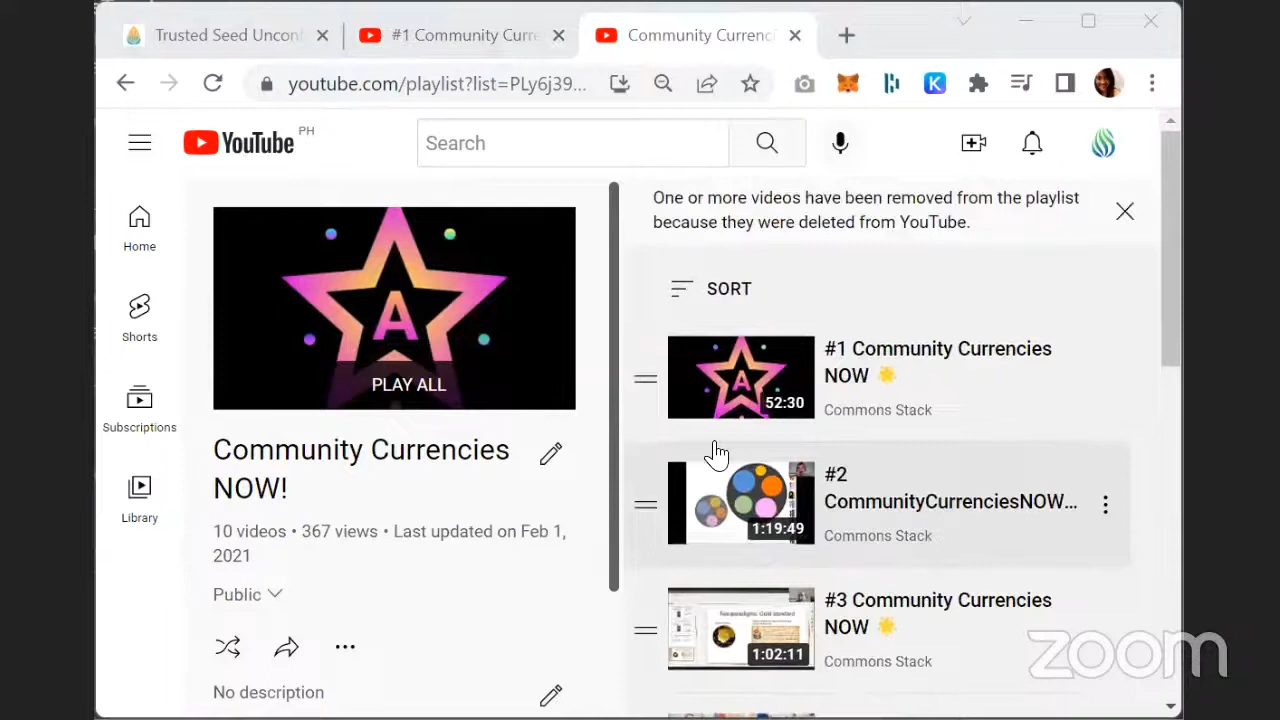 Trusted Seed Uncon
#1 Community Curre
Community Currenc
youtube.com/playlist?list=PLy6j39...
YouTube PH
Search
Home
Shorts
Subscriptions
Library
A
PLAY ALL
Community Currencies
NOW!
10 videos • 367 views • Last updated on Feb 1,
2021
Public
No description
One or more videos have been removed from the playlist
because they were deleted from YouTube.
SORT
A
52:30
#1 Community Currencies
NOW 🌟
Commons Stack
1:19:49
#2
CommunityCurrenciesNOW...
Commons Stack
1:02:11
#3 Community Currencies
NOW 🌟
Commons Stack
zoom